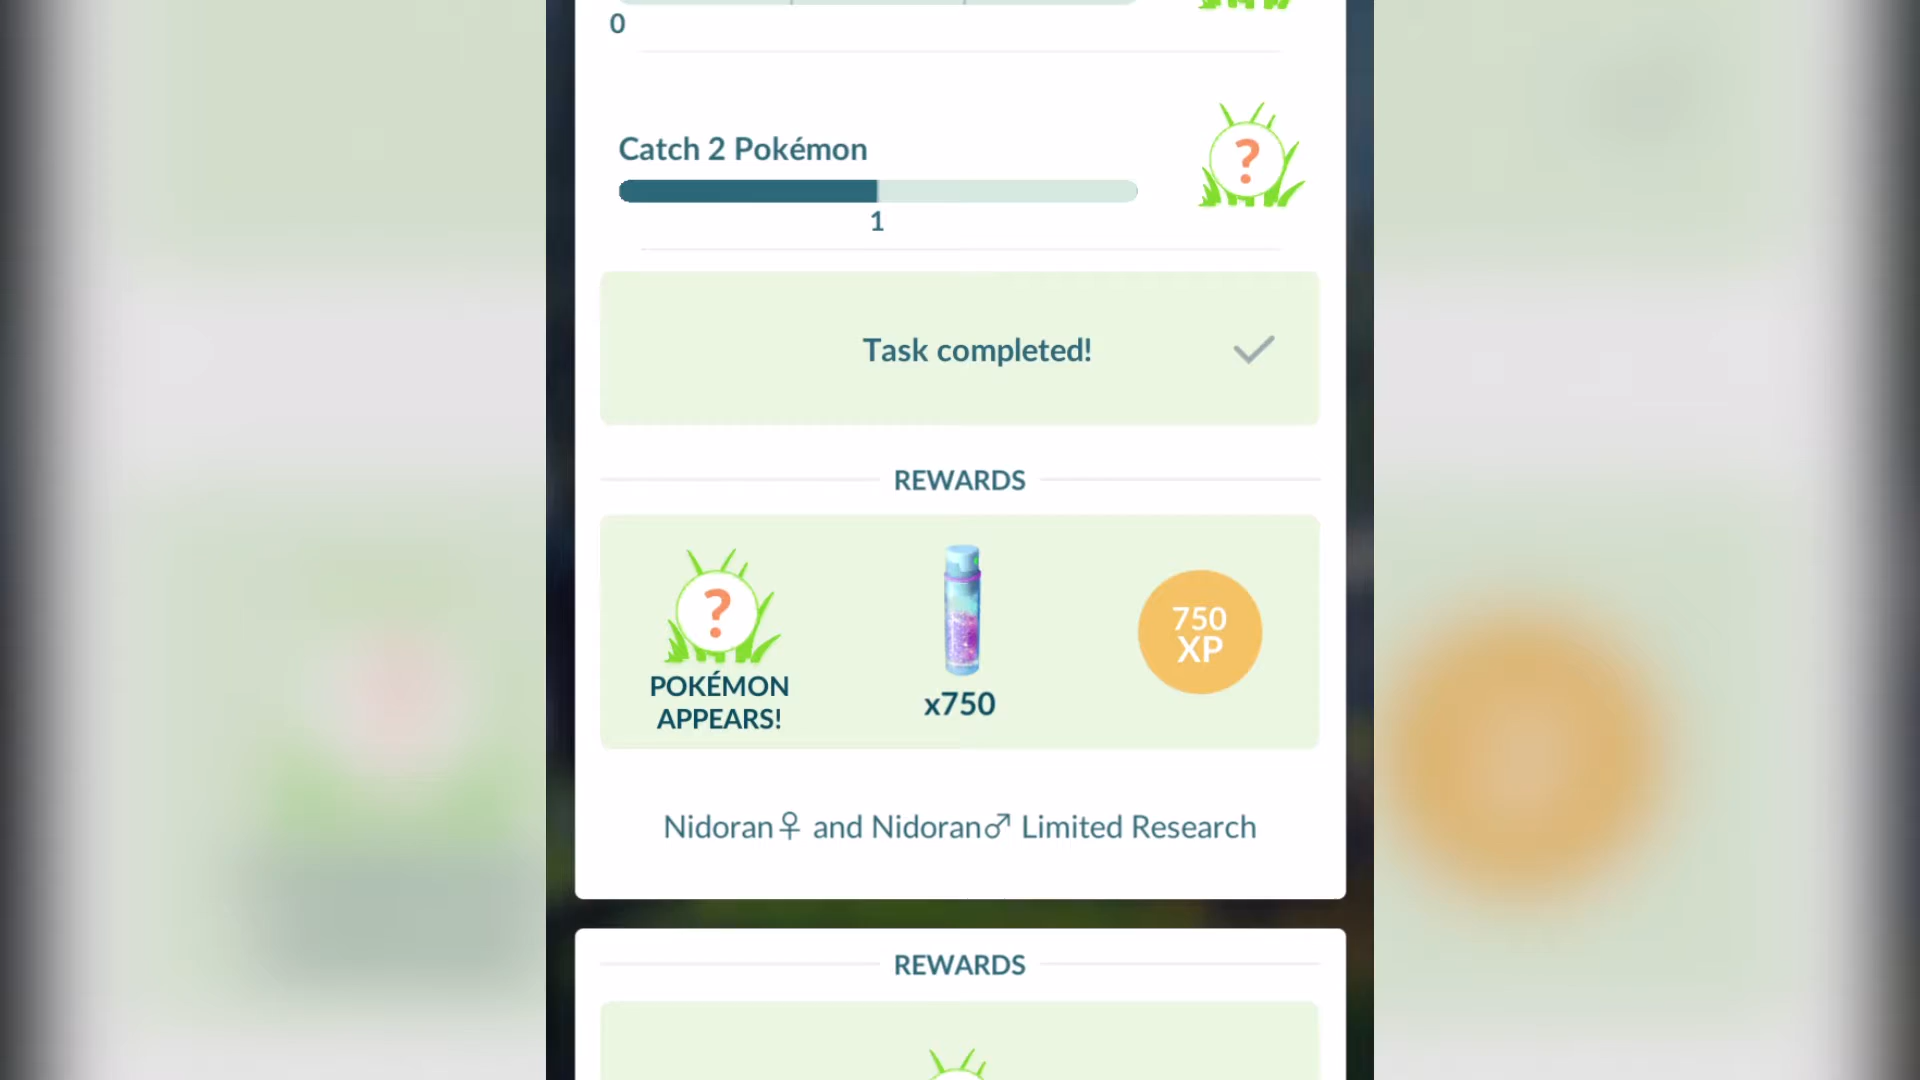 0
Catch 2 Pokémon
?
1
Task completed!
REWARDS
?
POKÉMON
APPEARS!
x750
750
XP
Nidoran♀ and Nidoran♂ Limited Research
REWARDS